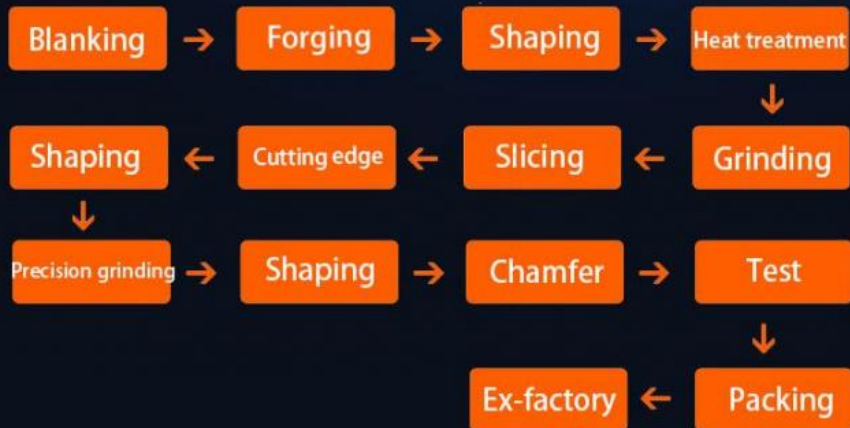 Blanking
Forging
Shaping
Heat treatment
Grinding
Slicing
Cutting edge
Shaping
Precision grinding
Shaping
Chamfer
Test
Packing
Ex-factory